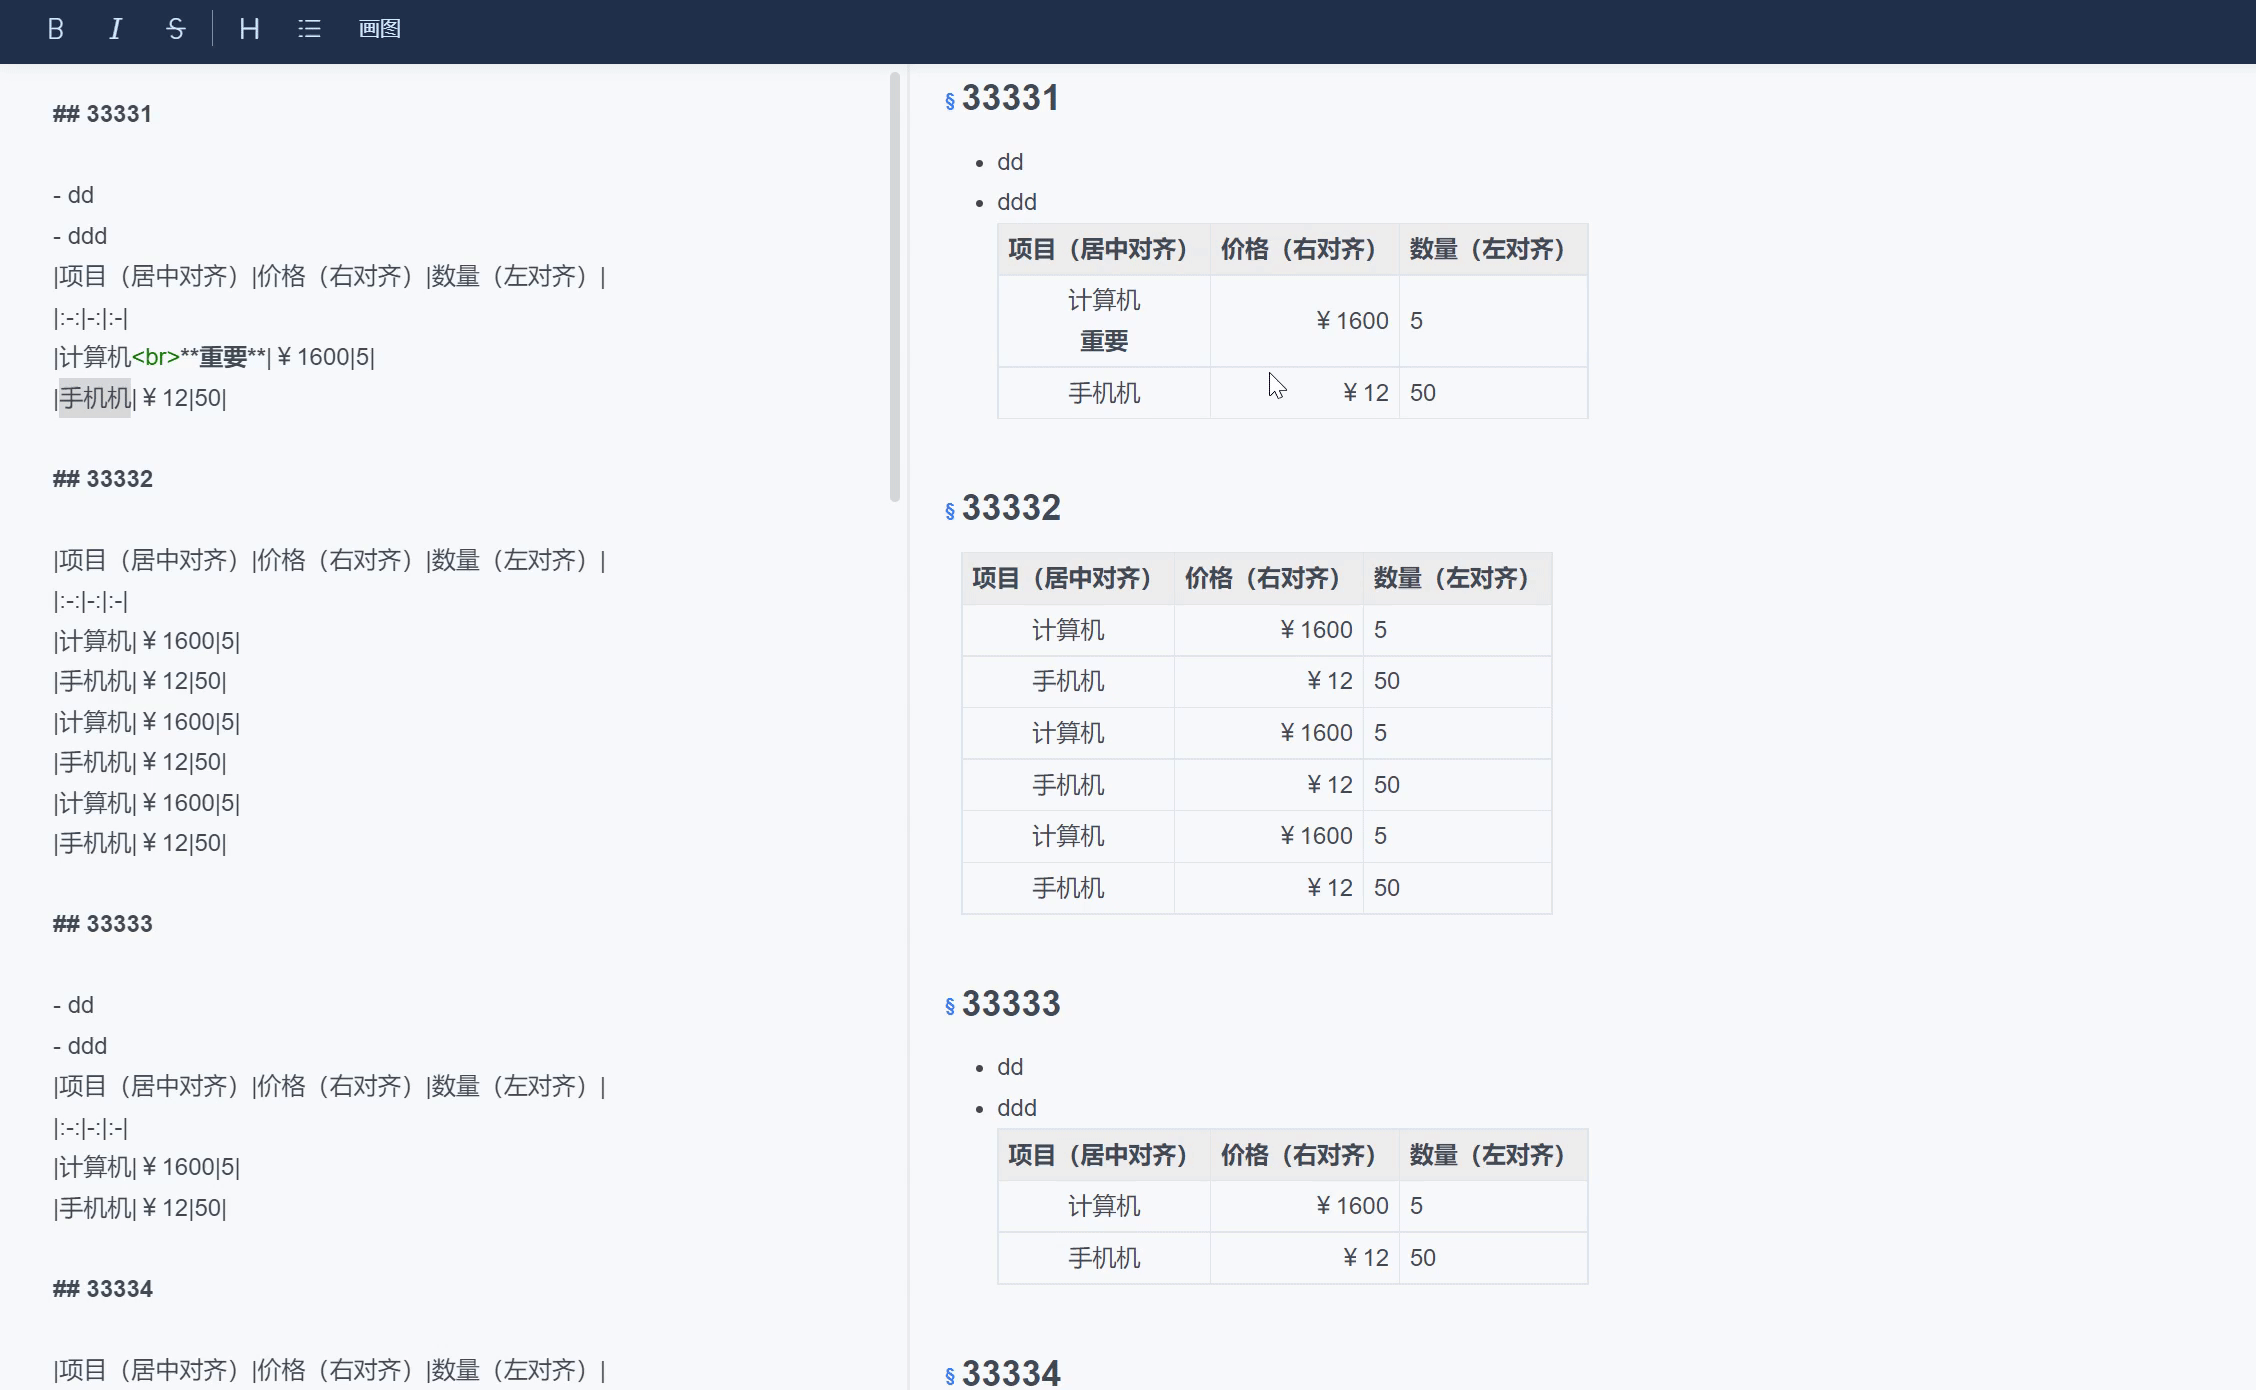 B I S H 画图
## 33331
- dd
- ddd
|项目（居中对齐）|价格（右对齐）|数量（左对齐）|
|:-:|-:|:-|
|计算机<br>**重要**|￥1600|5|
|手机机|￥12|50|
## 33332
|项目（居中对齐）|价格（右对齐）|数量（左对齐）|
|:-:|-:|:-|
|计算机|￥1600|5|
|手机机|￥12|50|
|计算机|￥1600|5|
|手机机|￥12|50|
|计算机|￥1600|5|
|手机机|￥12|50|
## 33333
- dd
- ddd
|项目（居中对齐）|价格（右对齐）|数量（左对齐）|
|:-:|-:|:-|
|计算机|￥1600|5|
|手机机|￥12|50|
## 33334
|项目（居中对齐）|价格（右对齐）|数量（左对齐）|
§ 33331
• dd
• ddd
项目（居中对齐） 价格（右对齐） 数量（左对齐）
计算机
重要 ￥1600 5
手机机 ￥12 50
§ 33332
项目（居中对齐） 价格（右对齐） 数量（左对齐）
计算机 ￥1600 5
手机机 ￥12 50
计算机 ￥1600 5
手机机 ￥12 50
计算机 ￥1600 5
手机机 ￥12 50
§ 33333
• dd
• ddd
项目（居中对齐） 价格（右对齐） 数量（左对齐）
计算机 ￥1600 5
手机机 ￥12 50
§ 33334